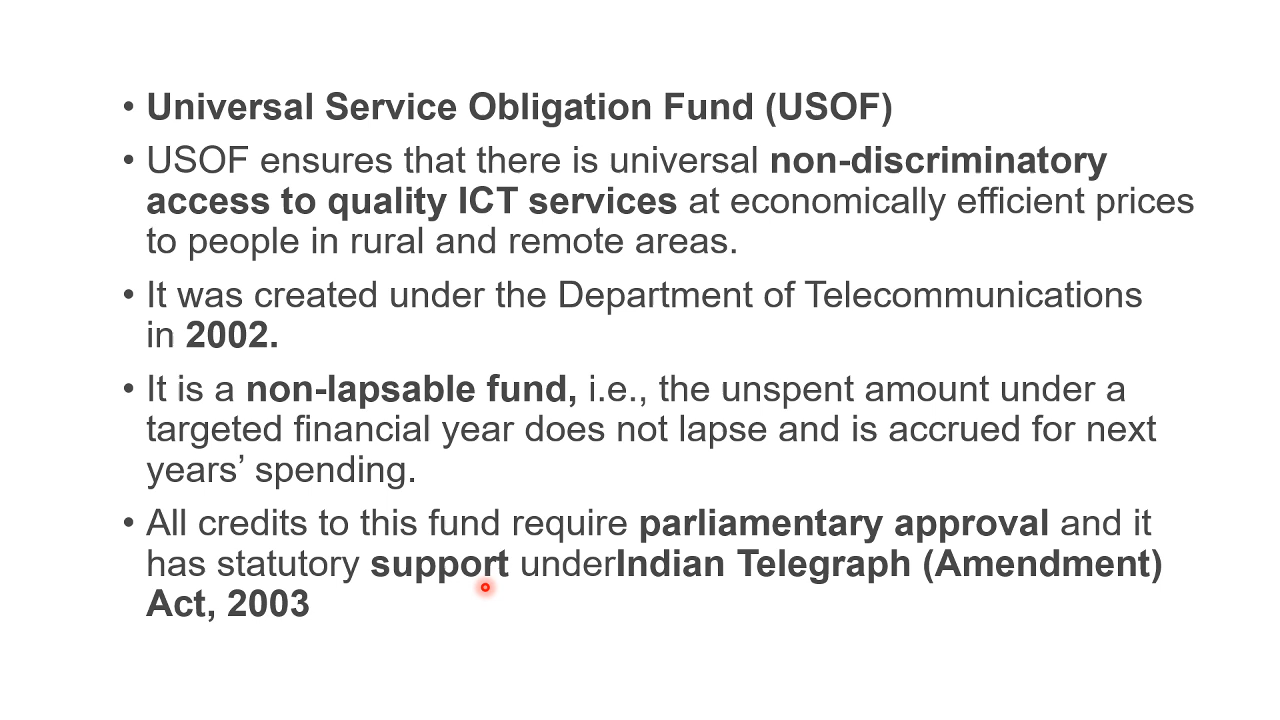 • Universal Service Obligation Fund (USOF)
• USOF ensures that there is universal non-discriminatory
access to quality ICT services at economically efficient prices
to people in rural and remote areas.
• It was created under the Department of Telecommunications
in 2002.
• It is a non-lapsable fund, i.e., the unspent amount under a
targeted financial year does not lapse and is accrued for next
years’ spending.
• All credits to this fund require parliamentary approval and it
has statutory support underIndian Telegraph (Amendment)
Act, 2003